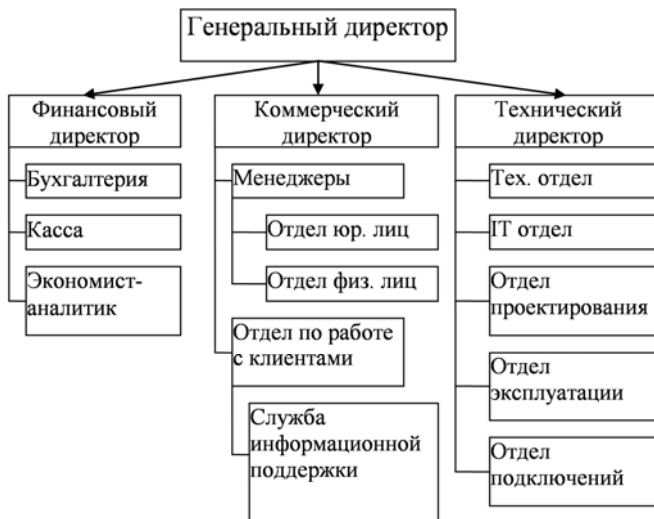 Генеральный директор
Финансовый
директор
Бухгалтерия
Касса
Экономист-
аналитик
Коммерческий
директор
Менеджеры
Отдел юр. лиц
Отдел физ. лиц
Отдел по работе
с клиентами
Служба
информационной
поддержки
Технический
директор
Тех. отдел
IT отдел
Отдел
проектирования
Отдел
эксплуатации
Отдел
подключений